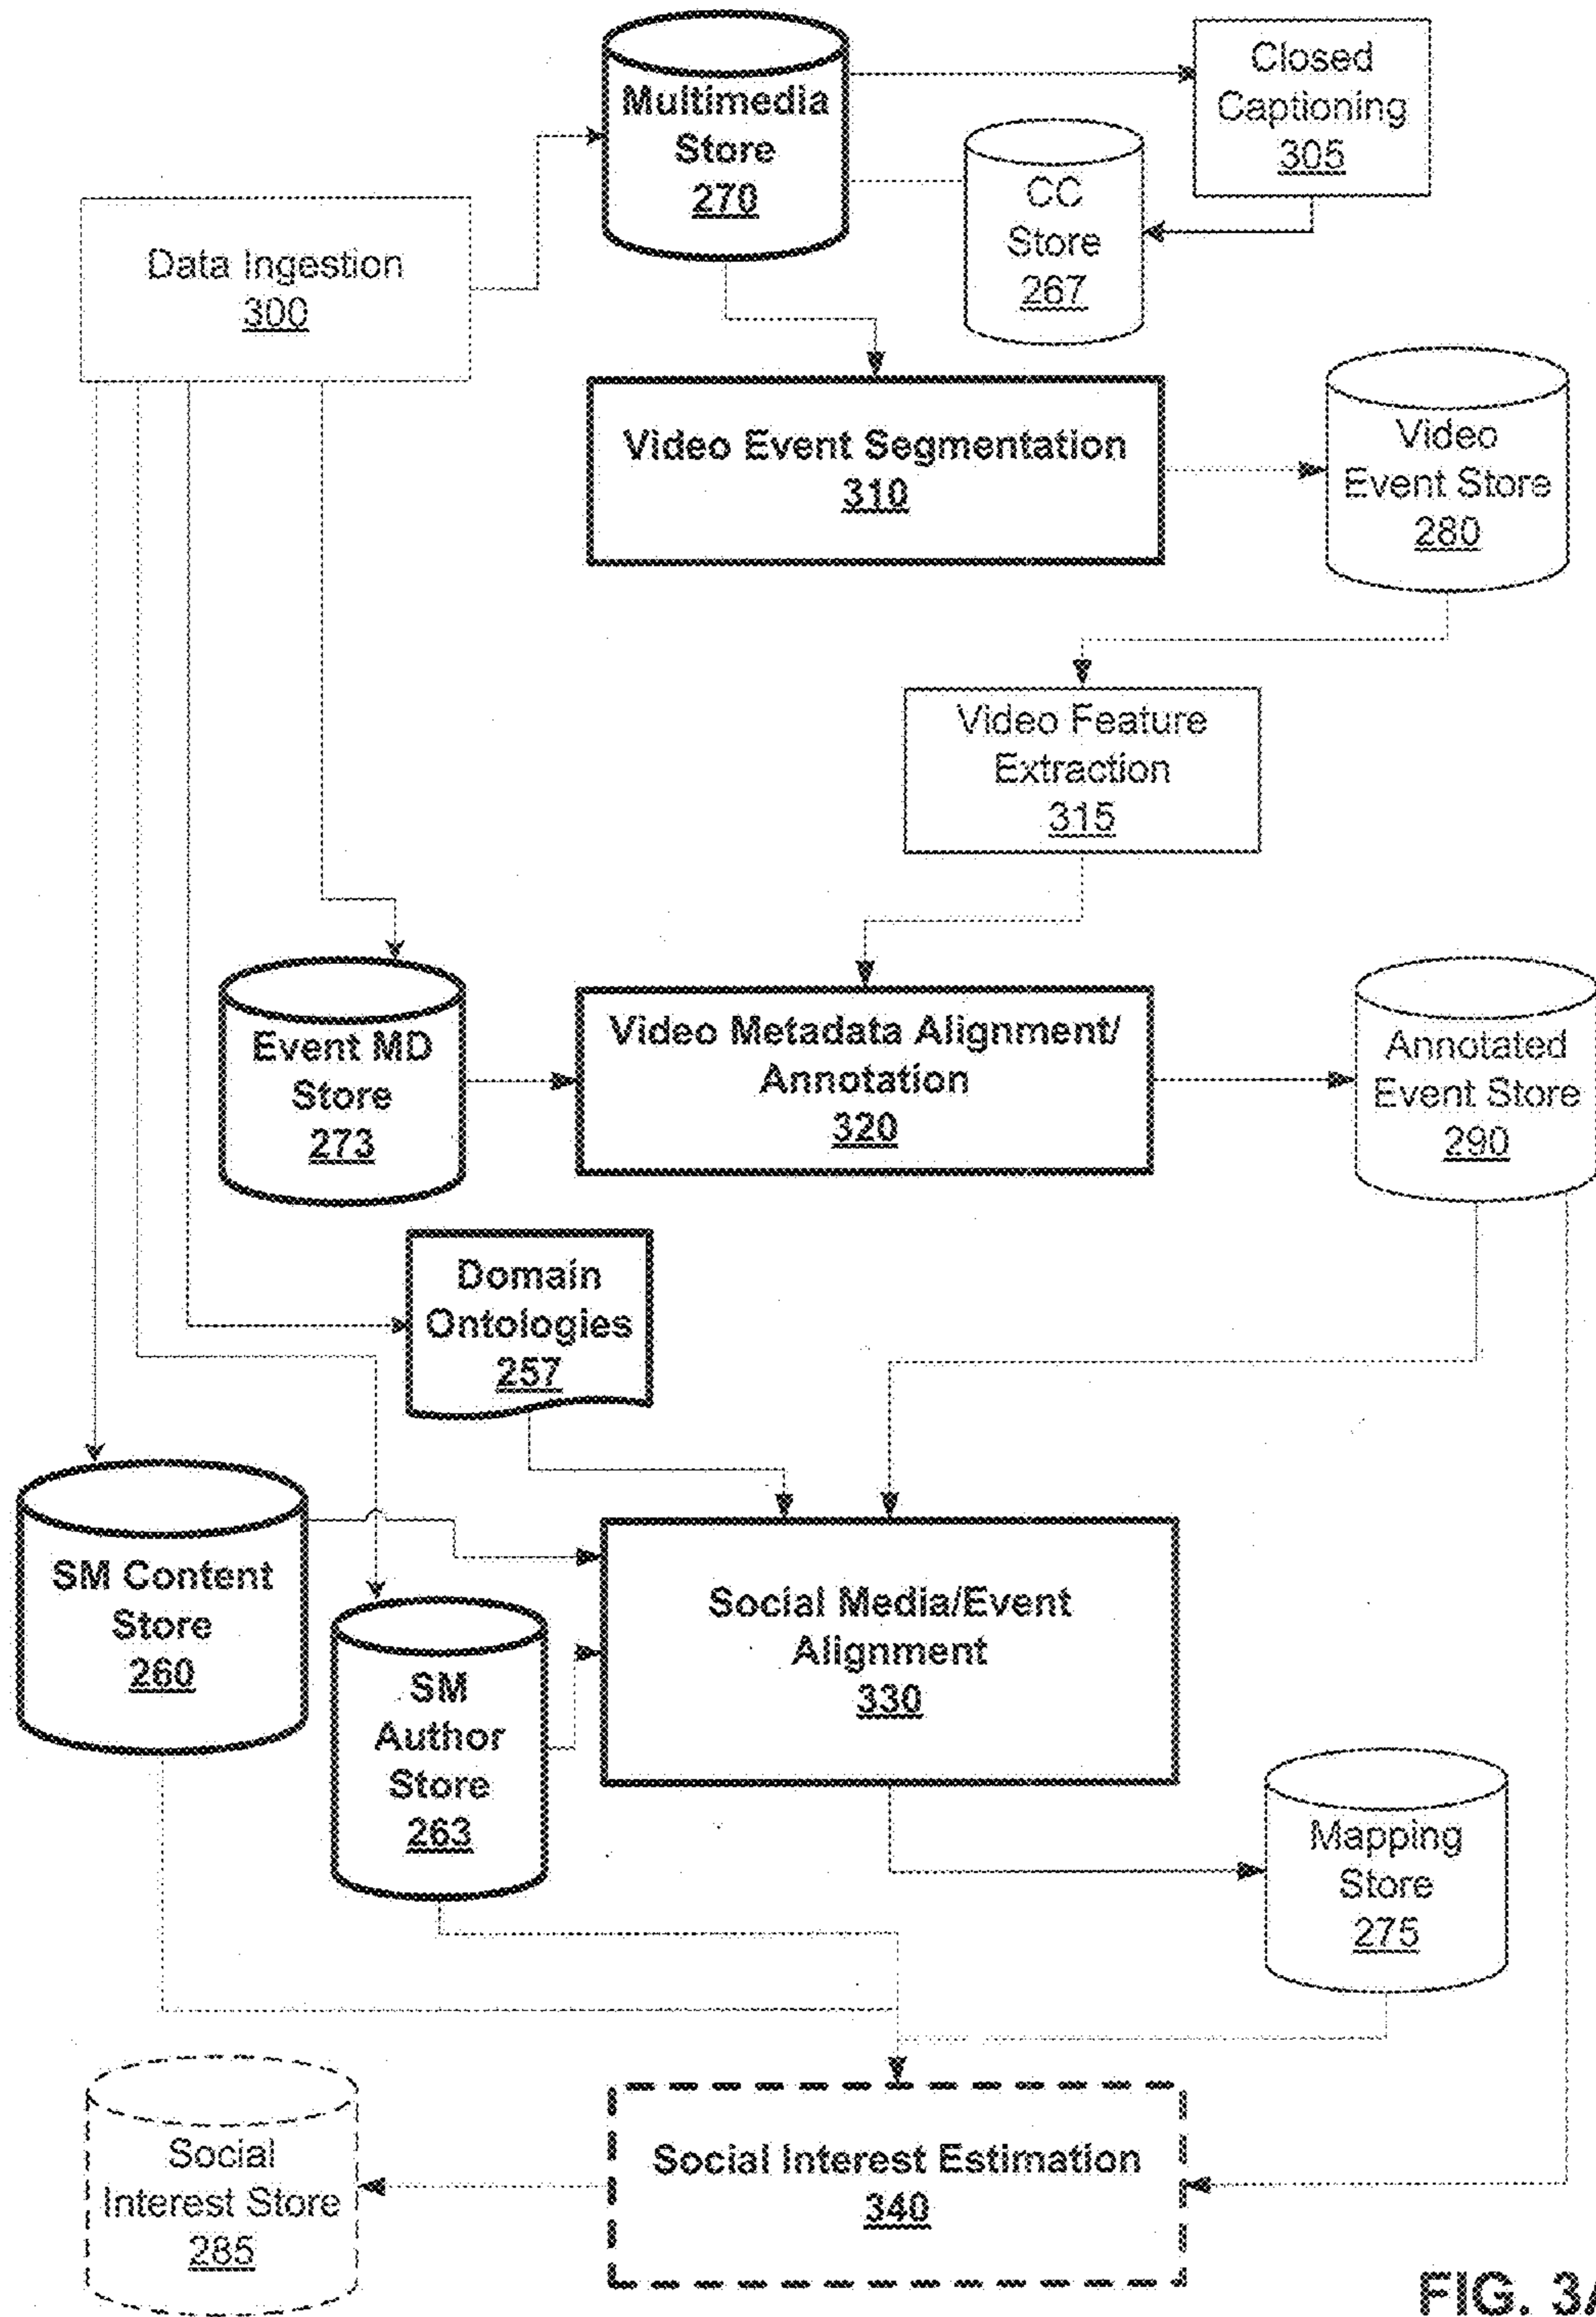 Multimedia
Store
270
Closed
Captioning
305
CC
Store
267
Data Ingestion
300
Video Event Segmentation
310
Video
Event Store
280
Video Feature
Extraction
315
Event MD
Store
273
Video Metadata Alignment/
Annotation
320
Annotated
Event Store
290
Domain
Ontologies
257
SM Content
Store
260
SM
Author
Store
263
Social Media/Event
Alignment
330
Mapping
Store
275
Social
Interest Store
285
Social Interest Estimation
340
FIG. 3A